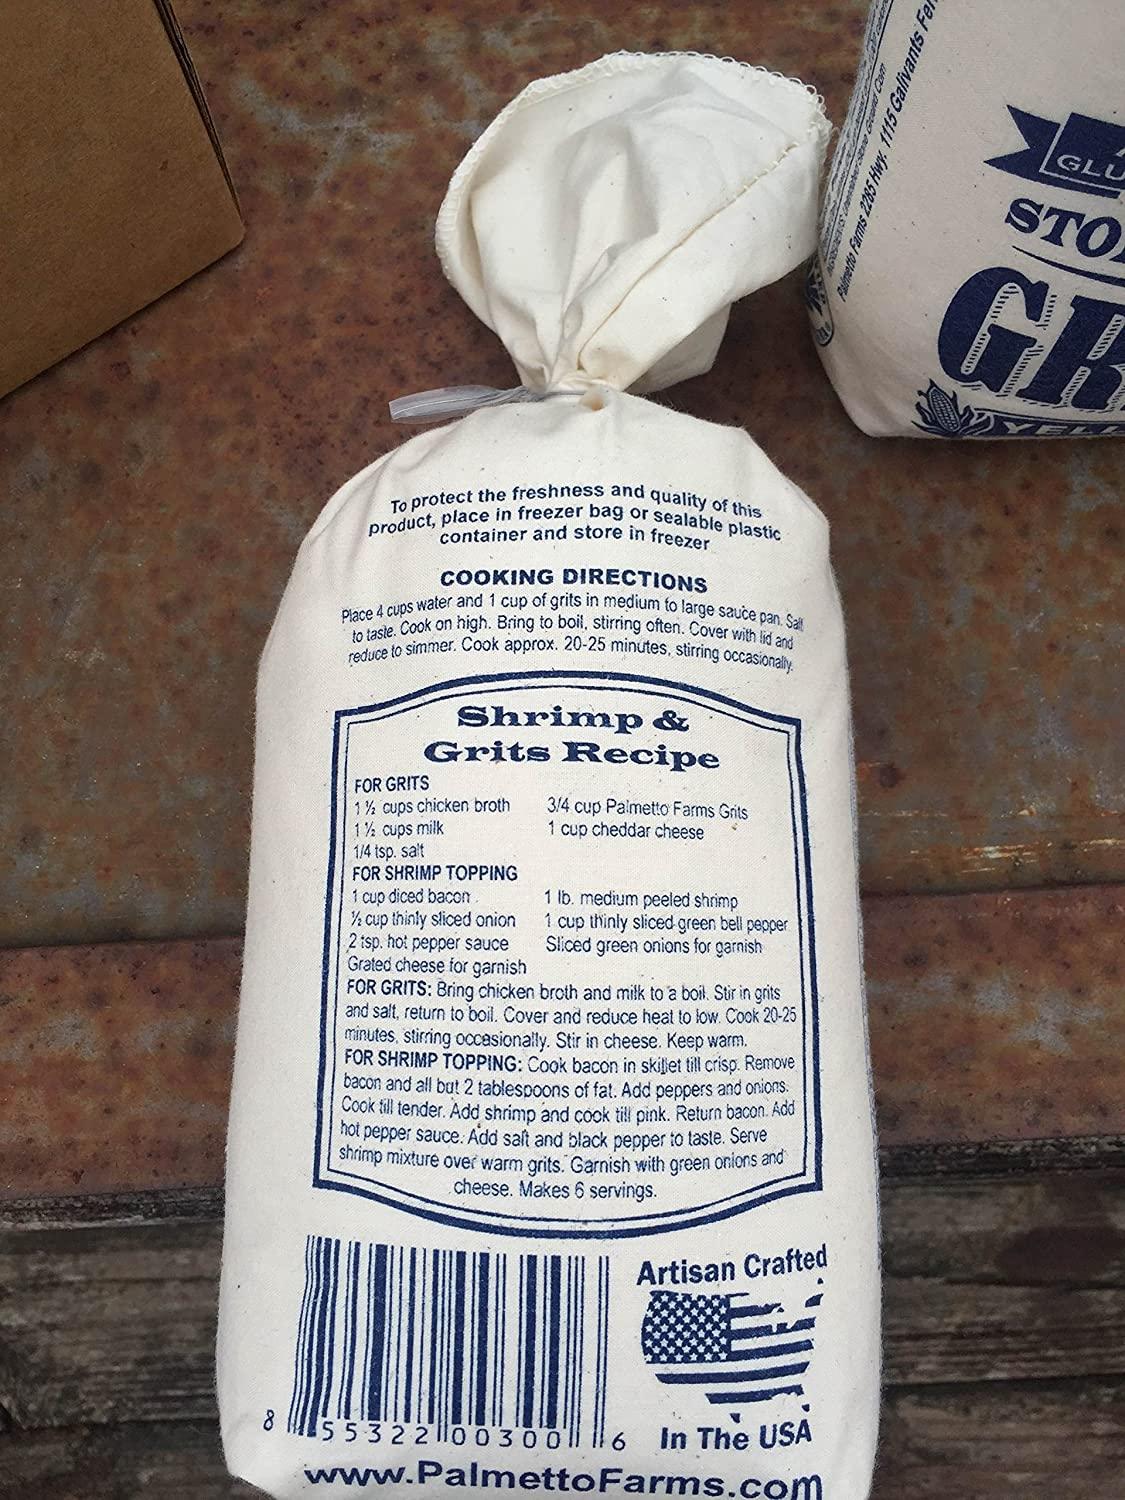 To protect the freshness and quality of this
product, place in freezer bag or sealable plastic
container and store in freezer
COOKING DIRECTIONS
Place 4 cups water and 1 cup of grits in medium to large sauce pan. Salt
to taste. Cook on high. Bring to boil, stirring often. Cover with lid and
reduce to simmer. Cook approx. 20-25 minutes, stirring occasionally.
Shrimp &
Grits Recipe
FOR GRITS
1 ½ cups chicken broth 3/4 cup Palmetto Farms Grits
1 ½ cups milk 1 cup cheddar cheese
1/4 tsp. salt
FOR SHRIMP TOPPING
1 cup diced bacon 1 lb. medium peeled shrimp
½ cup thinly sliced onion 1 cup thinly sliced green bell pepper
2 tsp. hot pepper sauce Sliced green onions for garnish
Grated cheese for garnish
FOR GRITS: Bring chicken broth and milk to a boil. Stir in grits
and salt, return to boil. Cover and reduce heat to low. Cook 20-25
minutes, stirring occasionally. Stir in cheese. Keep warm.
FOR SHRIMP TOPPING: Cook bacon in skillet till crisp. Remove
bacon and all but 2 tablespoons of fat. Add peppers and onions.
Cook till tender. Add shrimp and cook till pink. Return bacon. Add
hot pepper sauce. Add salt and black pepper to taste. Serve
shrimp mixture over warm grits. Garnish with green onions and
cheese. Makes 6 servings.
8 55322 00300 6
Artisan Crafted
In The USA
www.PalmettoFarms.com
Palmetto Farms 2285 Hwy. 1115 Galivants Fer
GLU
STO
GR
YELL